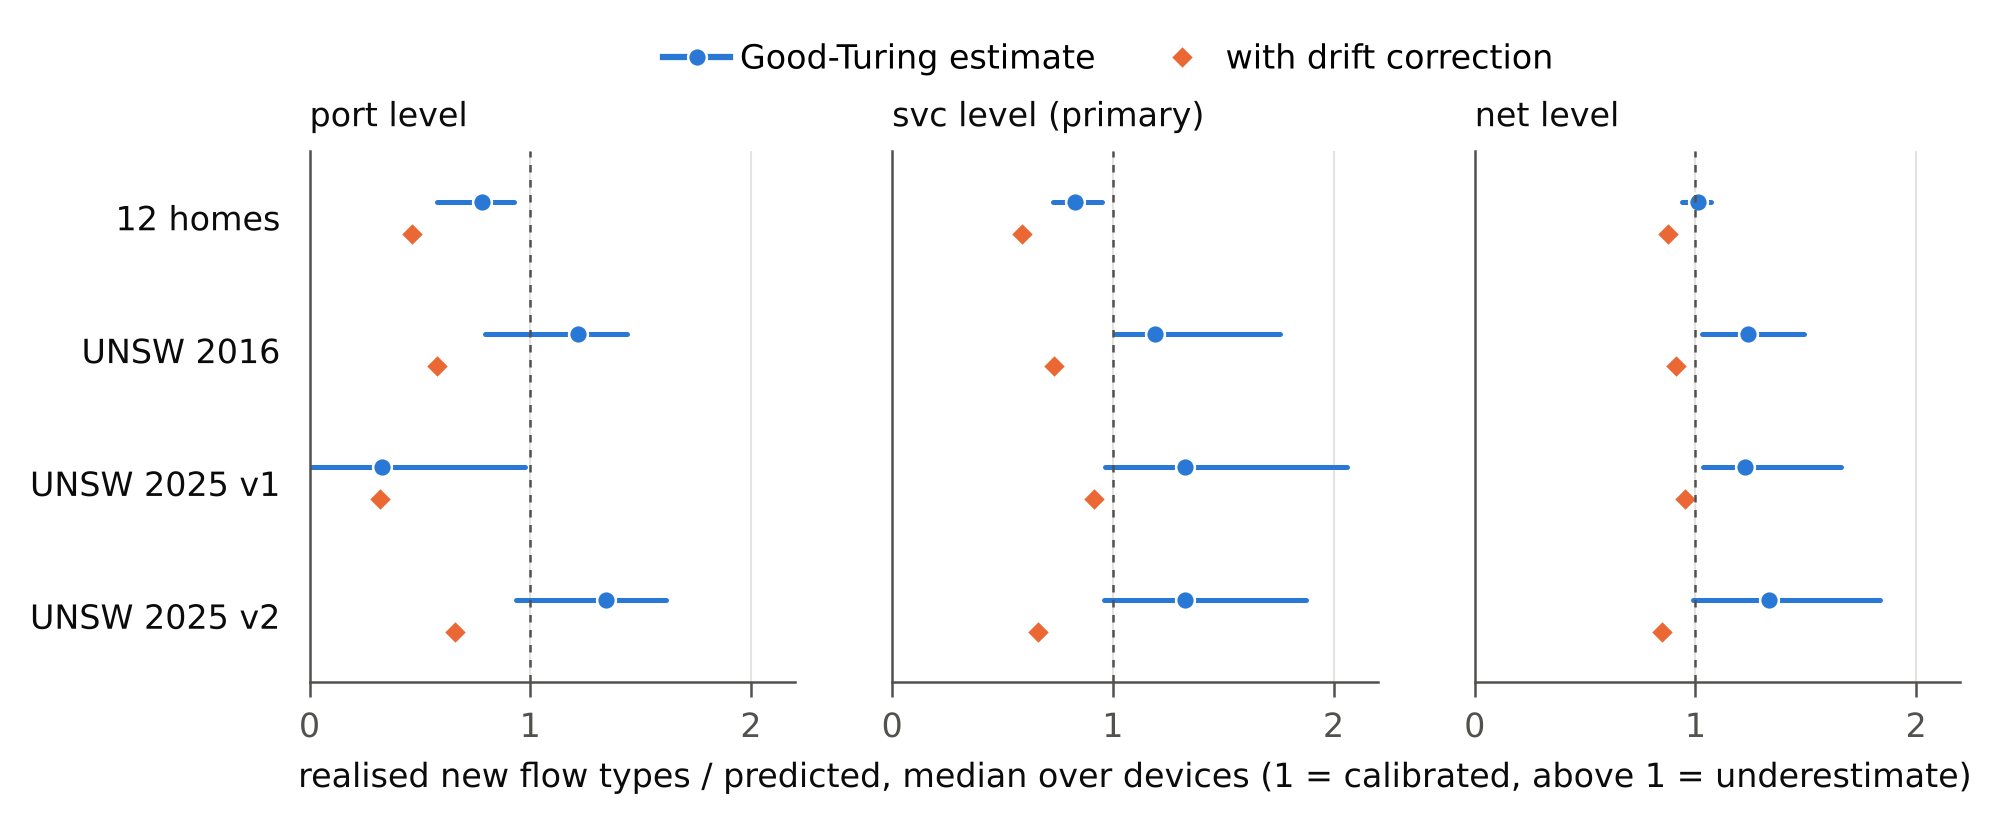 Good-Turing estimate with drift correction
port level svc level (primary) net level
12 homes
UNSW 2016
UNSW 2025 v1
UNSW 2025 v2
0 1 2 0 1 2 0 1 2
realised new flow types / predicted, median over devices (1 = calibrated, above 1 = underestimate)